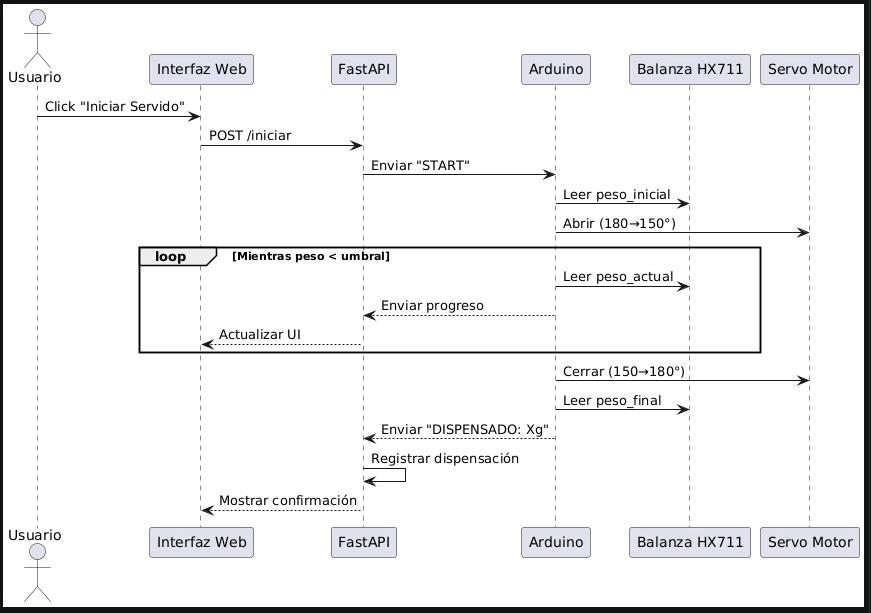 Usuario
Interfaz Web
FastAPI
Arduino
Balanza HX711
Servo Motor
Click "Iniciar Servido"
POST /iniciar
Enviar "START"
Leer peso_inicial
Abrir (180→150°)
loop
[Mientras peso < umbral]
Leer peso_actual
Enviar progreso
Actualizar UI
Cerrar (150→180°)
Leer peso_final
Enviar "DISPENSADO: Xg"
Registrar dispensación
Mostrar confirmación
Usuario
Interfaz Web
FastAPI
Arduino
Balanza HX711
Servo Motor